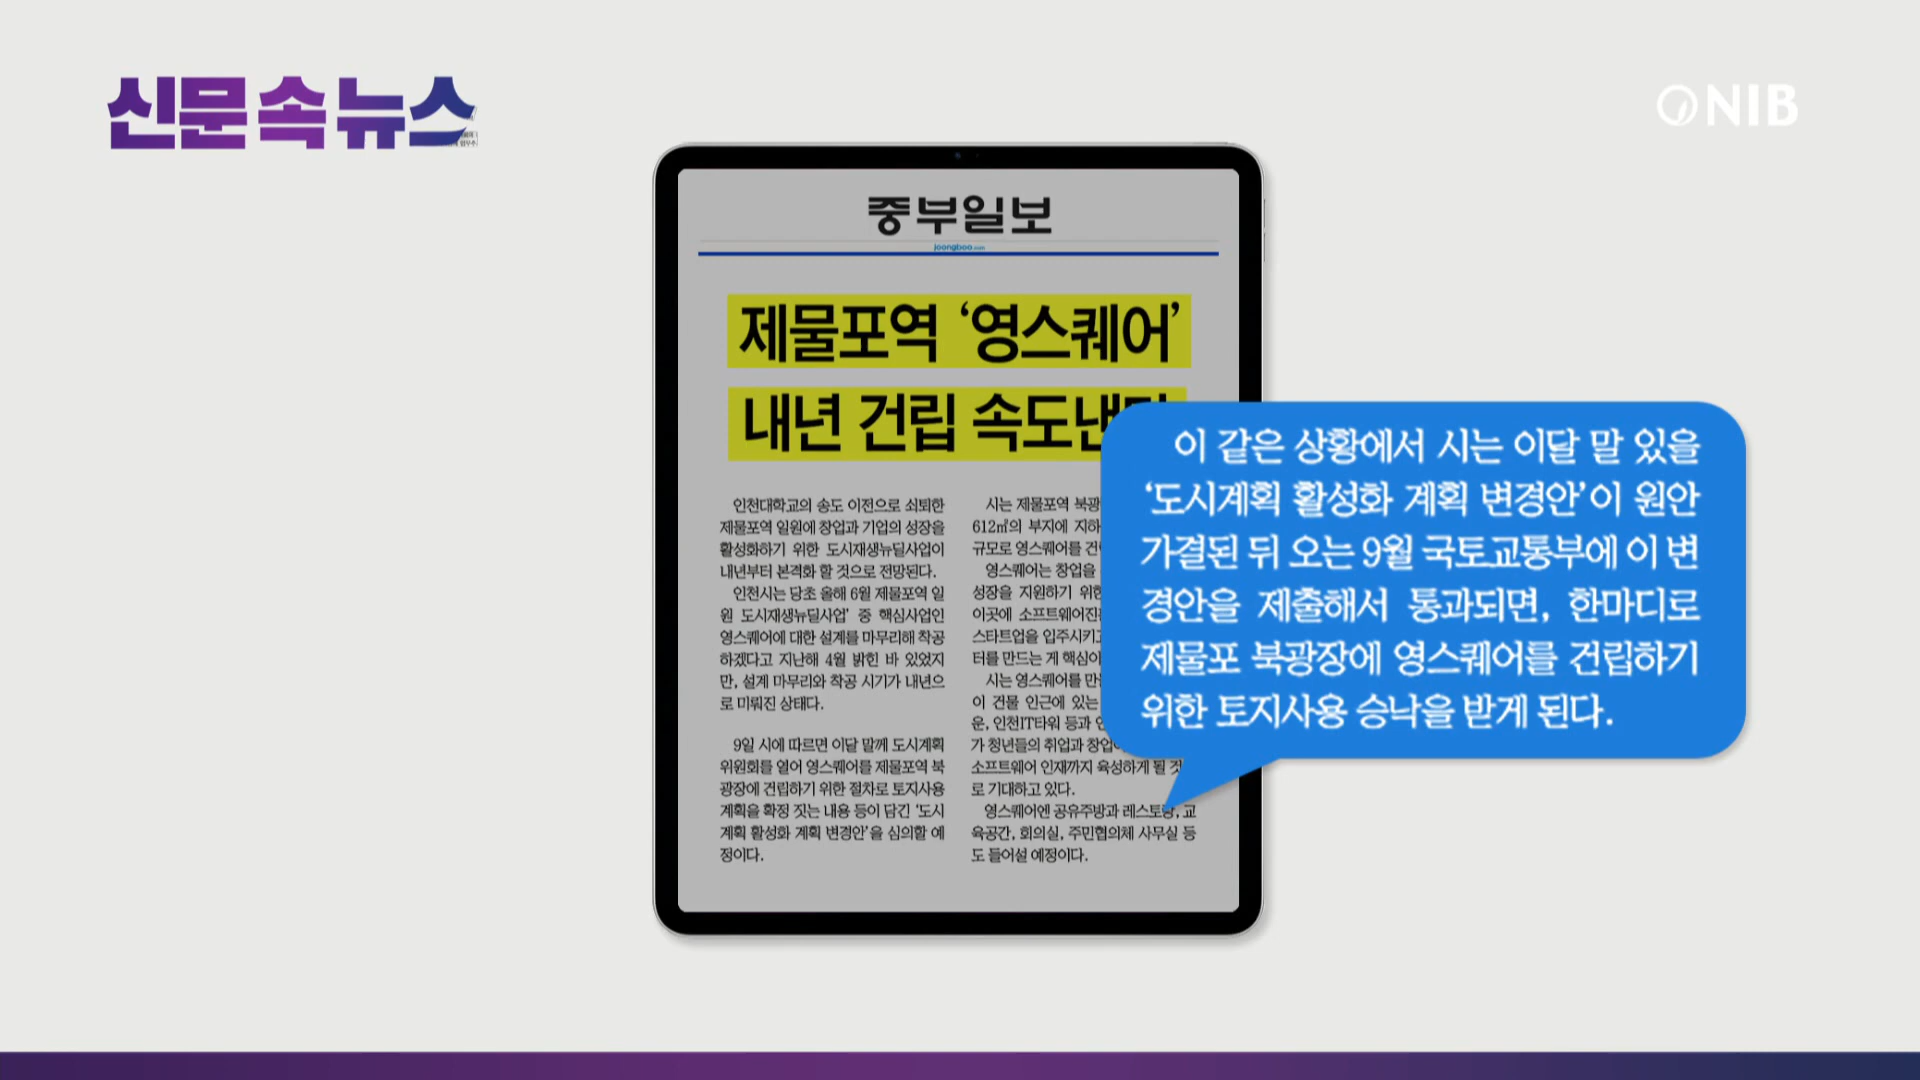 신문 속 뉴스
NIB
중부일보
joongboo.com
제물포역 ‘영스퀘어’
내년 건립 속도낸다
인천대학교의 송도 이전으로 쇠퇴한
제물포역 일원에 창업과 기업의 성장을
활성화하기 위한 도시재생뉴딜사업이
내년부터 본격화 할 것으로 전망된다.
인천시는 당초 올해 6월 제물포역 일
원 도시재생뉴딜사업’ 중 핵심사업인
영스퀘어에 대한 설계를 마무리해 착공
하겠다고 지난해 4월 밝힌 바 있었지
만, 설계 마무리와 착공 시기가 내년으
로 미뤄진 상태다.
9일 시에 따르면 이달 말께 도시계획
위원회를 열어 영스퀘어를 제물포역 북
광장에 건립하기 위한 절차로 토지사용
계획을 확정 짓는 내용 등이 담긴 ‘도시
계획 활성화 계획 변경안’을 심의할 예
정이다.
시는 제물포역 북광
612㎡의 부지에 지하
규모로 영스퀘어를
영스퀘어는 창업을
성장을 지원하기 위한
이곳에 소프트웨어진
스타트업을 입주시키고
터를 만드는 게 핵심이
시는 영스퀘어를
이 건물 인근에 있는
운, 인천IT타워 등과
가 청년들의 취업과
소프트웨어 인재까지 육성하게 될 것
로 기대하고 있다.
영스퀘어엔 공유주방과 레스토랑, 교
육공간, 회의실, 주민협의체 사무실 등
도 들어설 예정이다.
이 같은 상황에서 시는 이달 말 있을
‘도시계획 활성화 계획 변경안’이 원안
가결된 뒤 오는 9월 국토교통부에 이 변
경안을 제출해서 통과되면, 한마디로
제물포 북광장에 영스퀘어를 건립하기
위한 토지사용 승낙을 받게 된다.